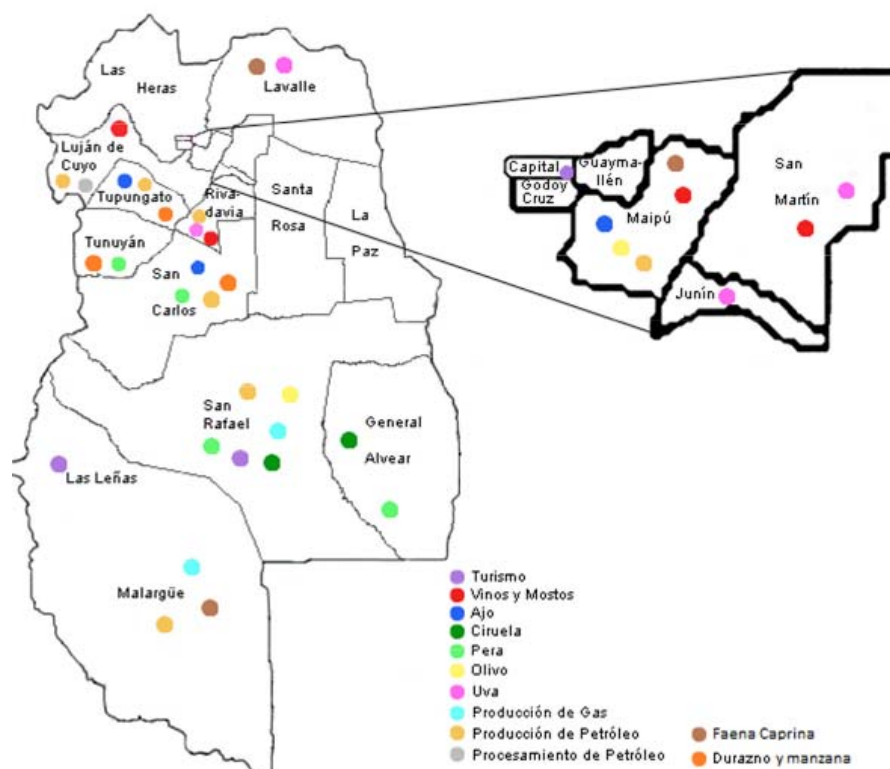 Las
Heras
Lavalle
Luján de
Cuyo
Tupungato
Riva-
davia
Santa
Rosa
La
Paz
Tunuyán
San
Carlos
San
Rafael
General
Alvear
Las Leñas
Malargüe
Capital
Godoy
Cruz
Guayma-
llén
Maipú
San
Martín
Junín
Turismo
Vinos y Mostos
Ajo
Ciruela
Pera
Olivo
Uva
Producción de Gas
Producción de Petróleo
Procesamiento de Petróleo
Faena Caprina
Durazno y manzana